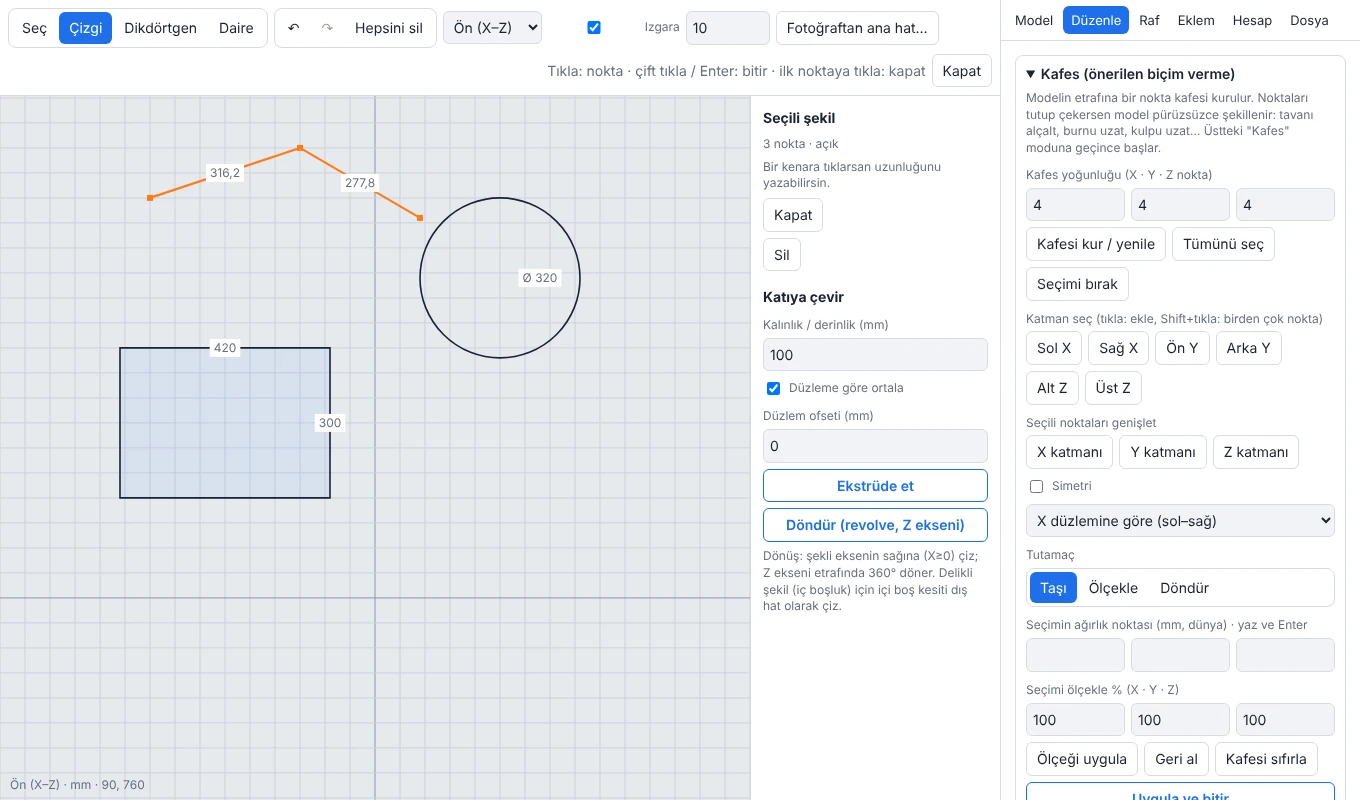 Seç Çizgi Dikdörtgen Daire ↶ ↷ Hepsini sil Ön (X–Z) Izgara 10 Fotoğraftan ana hat...
Tıkla: nokta · çift tıkla / Enter: bitir · ilk noktaya tıkla: kapat Kapat
316,2
277,8
Ø 320
420
300
Ön (X–Z) · mm · 90, 760
Seçili şekil
3 nokta · açık
Bir kenara tıklarsan uzunluğunu
yazabilirsin.
Kapat
Sil
Katıya çevir
Kalınlık / derinlik (mm)
100
Düzleme göre ortala
Düzlem ofseti (mm)
0
Ekstrüde et
Döndür (revolve, Z ekseni)
Dönüş: şekli eksenin sağına (X≥0) çiz;
Z ekseni etrafında 360° döner. Delikli
şekil (iç boşluk) için içi boş kesiti dış
hat olarak çiz.
Model Düzenle Raf Eklem Hesap Dosya
▼ Kafes (önerilen biçim verme)
Modelin etrafına bir nokta kafesi kurulur. Noktaları
tutup çekersen model pürüzsüzce şekillenir: tavanı
alçalt, burnu uzat, kulpu uzat... Üstteki "Kafes"
moduna geçince başlar.
Kafes yoğunluğu (X · Y · Z nokta)
4 4 4
Kafesi kur / yenile Tümünü seç
Seçimi bırak
Katman seç (tıkla: ekle, Shift+tıkla: birden çok nokta)
Sol X Sağ X Ön Y Arka Y
Alt Z Üst Z
Seçili noktaları genişlet
X katmanı Y katmanı Z katmanı
Simetri
X düzlemine göre (sol–sağ)
Tutamaç
Taşı Ölçekle Döndür
Seçimin ağırlık noktası (mm, dünya) · yaz ve Enter
Seçimi ölçekle % (X · Y · Z)
100 100 100
Ölçeği uygula Geri al Kafesi sıfırla
Uygula ve bitir